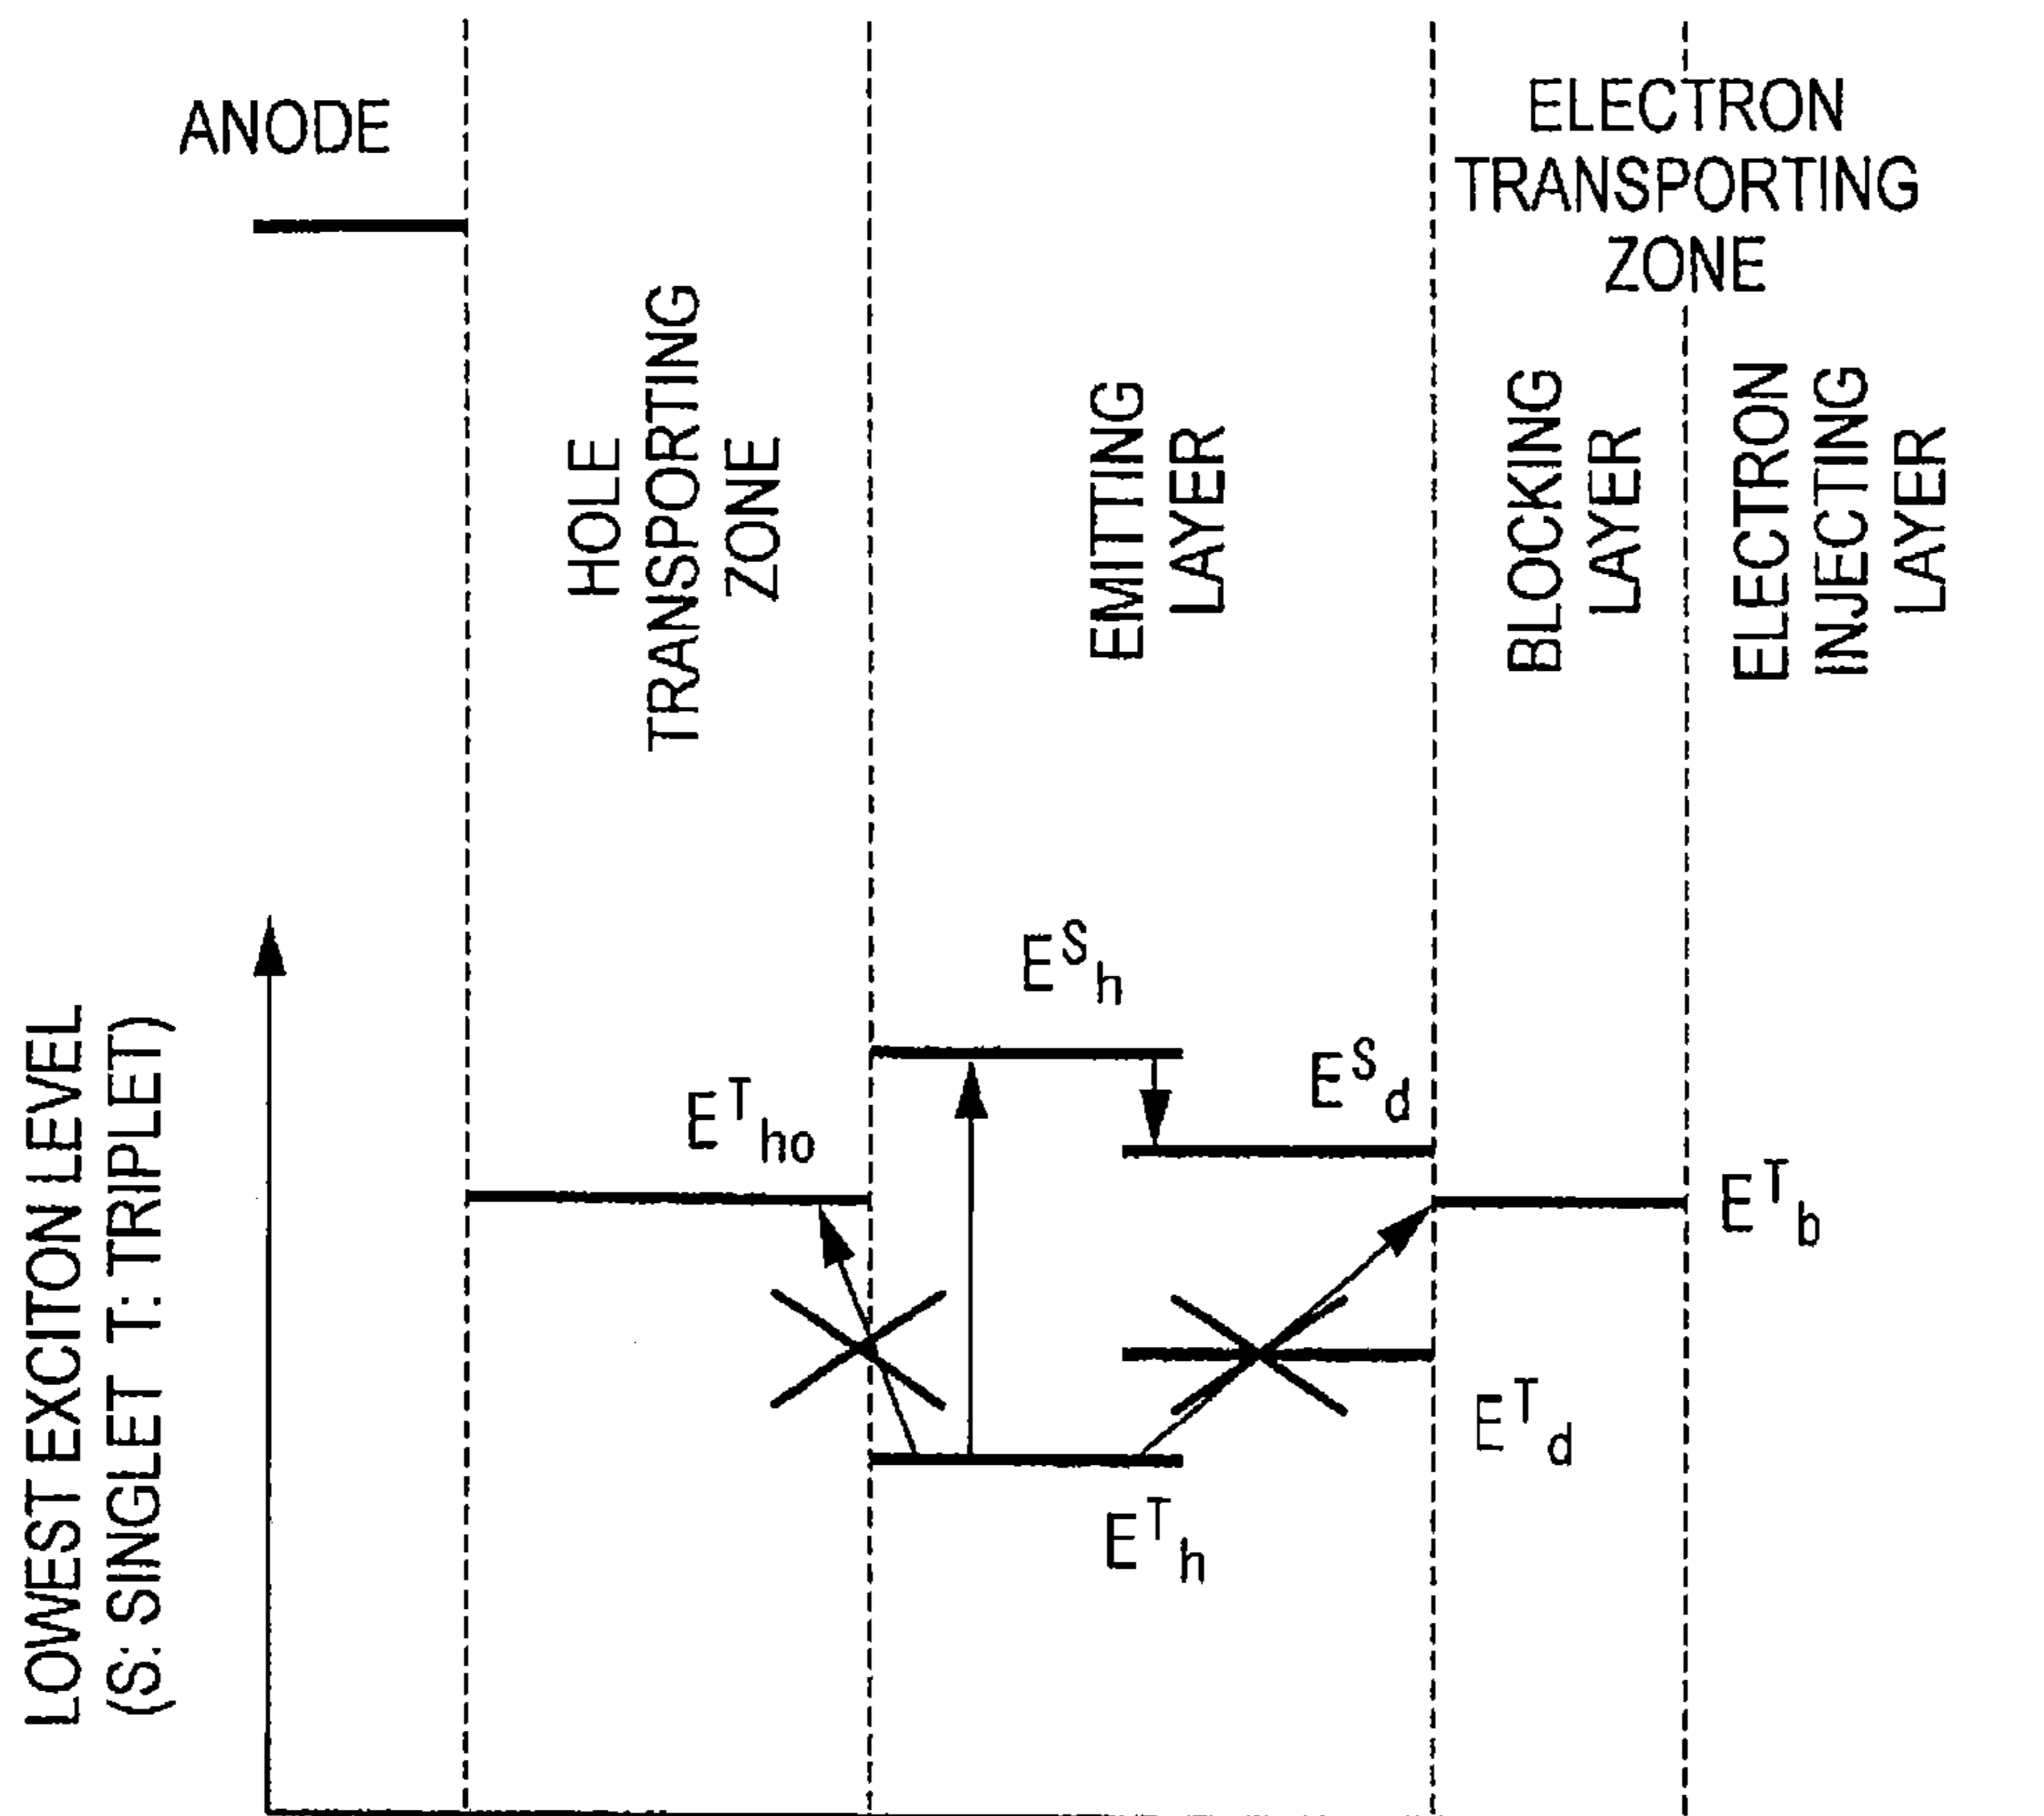 ANODE
ELECTRON
TRANSPORTING
ZONE
HOLE
TRANSPORTING
ZONE
EMITTING
LAYER
BLOCKING
LAYER
ELECTRON
INJECTING
LAYER
LOWEST EXCITON LEVEL
(S: SINGLET T: TRIPLET)
E^S_h
E^S_d
E^T_ho
E^T_b
E^T_d
E^T_h